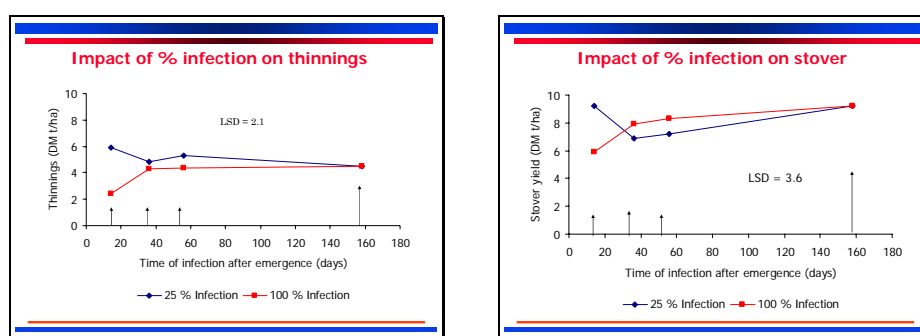 Impact of % infection on thinnings
Thinnings (DM t/ha)
10
8
6
4
2
0
LSD = 2.1
0 20 40 60 80 100 120 140 160 180
Time of infection after emergence (days)
25 % Infection 100 % Infection
Impact of % infection on stover
Stover yield (DM t/ha)
10
8
6
4
2
0
LSD = 3.6
0 20 40 60 80 100 120 140 160 180
Time of infection after emergence (days)
25 % Infection 100 % Infection